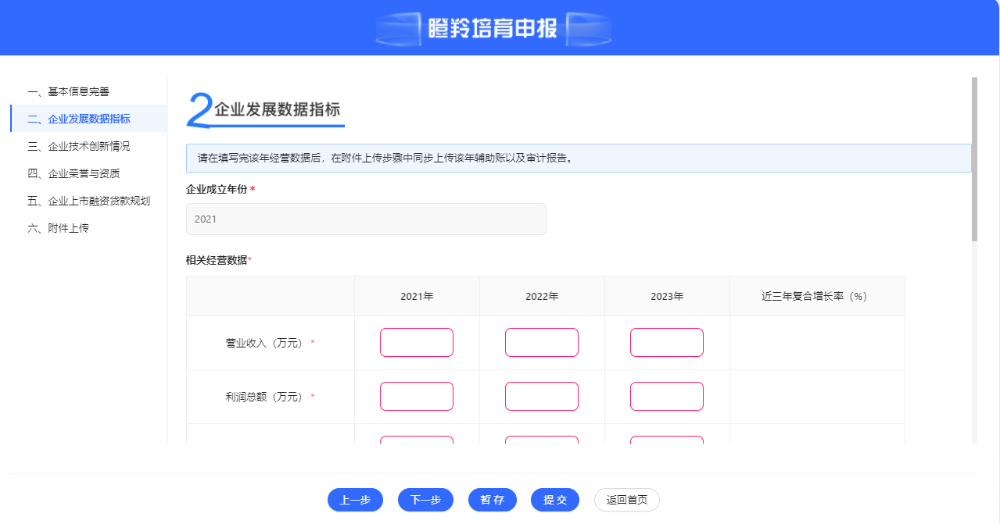 瞪羚培育申报
一、基本信息完善
二、企业发展数据指标
三、企业技术创新情况
四、企业荣誉与资质
五、企业上市融资贷款规划
六、附件上传
2企业发展数据指标
请在填写完该年经营数据后，在附件上传步骤中同步上传该年辅助账以及审计报告。
企业成立年份 *
2021
相关经营数据*
2021年 2022年 2023年 近三年复合增长率（%）
营业收入（万元） *
利润总额（万元） *
上一步 下一步 暂存 提交 返回首页